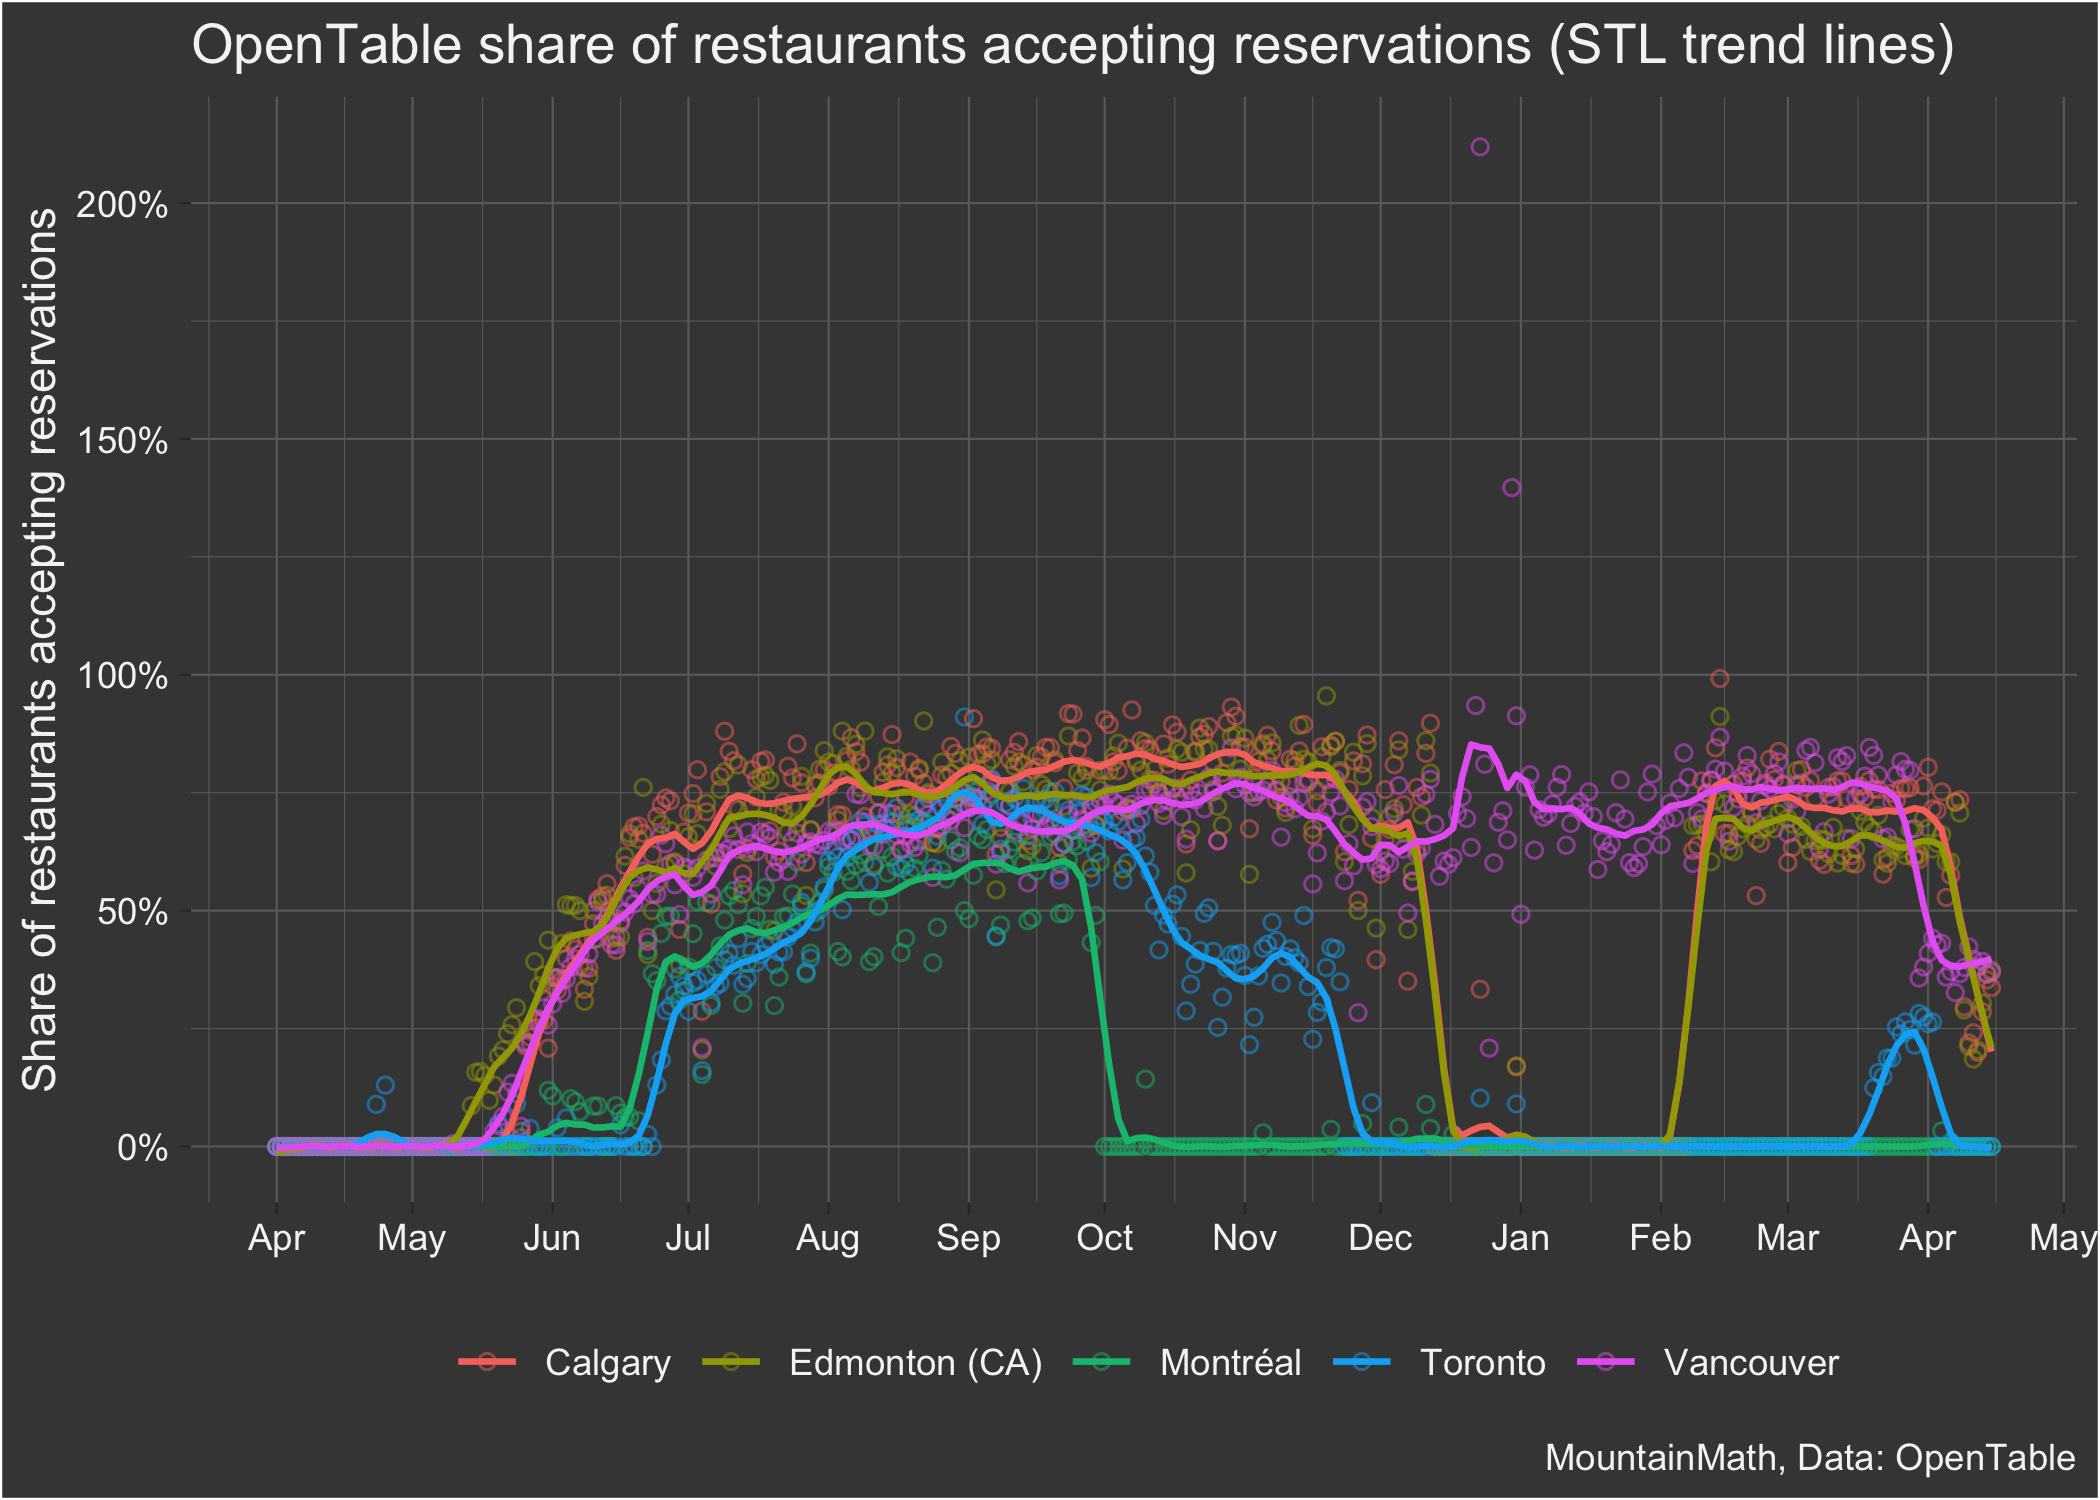 OpenTable share of restaurants accepting reservations (STL trend lines)
Share of restaurants accepting reservations
200%
150%
100%
50%
0%
Apr May Jun Jul Aug Sep Oct Nov Dec Jan Feb Mar Apr May
Calgary Edmonton (CA) Montréal Toronto Vancouver
MountainMath, Data: OpenTable